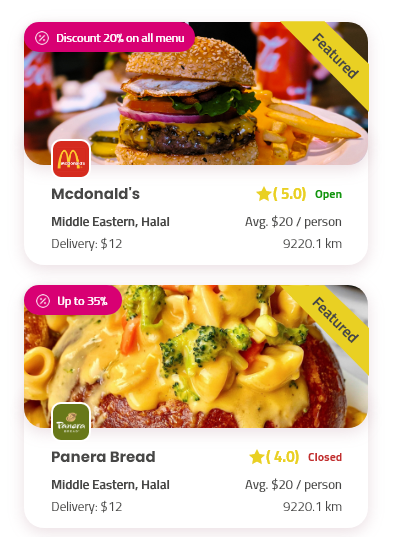 Discount 20% on all menu
Featured
McDonald's
Mcdonald's
( 5.0) Open
Middle Eastern, Halal
Avg. $20 / person
Delivery: $12
9220.1 km
Up to 35%
Featured
Panera
BREAD
Panera Bread
( 4.0) Closed
Middle Eastern, Halal
Avg. $20 / person
Delivery: $12
9220.1 km